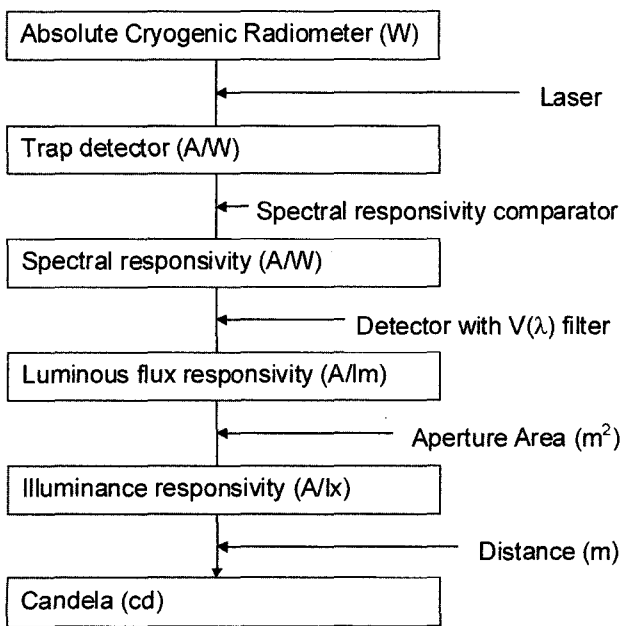 Absolute Cryogenic Radiometer (W)
Laser
Trap detector (A/W)
Spectral responsivity comparator
Spectral responsivity (A/W)
Detector with V(λ) filter
Luminous flux responsivity (A/lm)
Aperture Area (m²)
Illuminance responsivity (A/lx)
Distance (m)
Candela (cd)